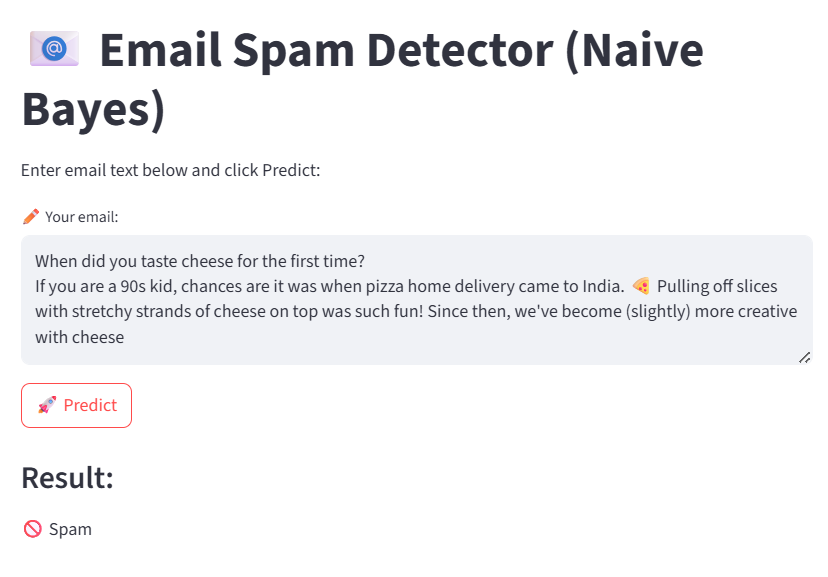 📧 Email Spam Detector (Naive
Bayes)
Enter email text below and click Predict:
✏️ Your email:
When did you taste cheese for the first time?
If you are a 90s kid, chances are it was when pizza home delivery came to India. 🍕 Pulling off slices
with stretchy strands of cheese on top was such fun! Since then, we've become (slightly) more creative
with cheese
🚀 Predict
Result:
🚫 Spam